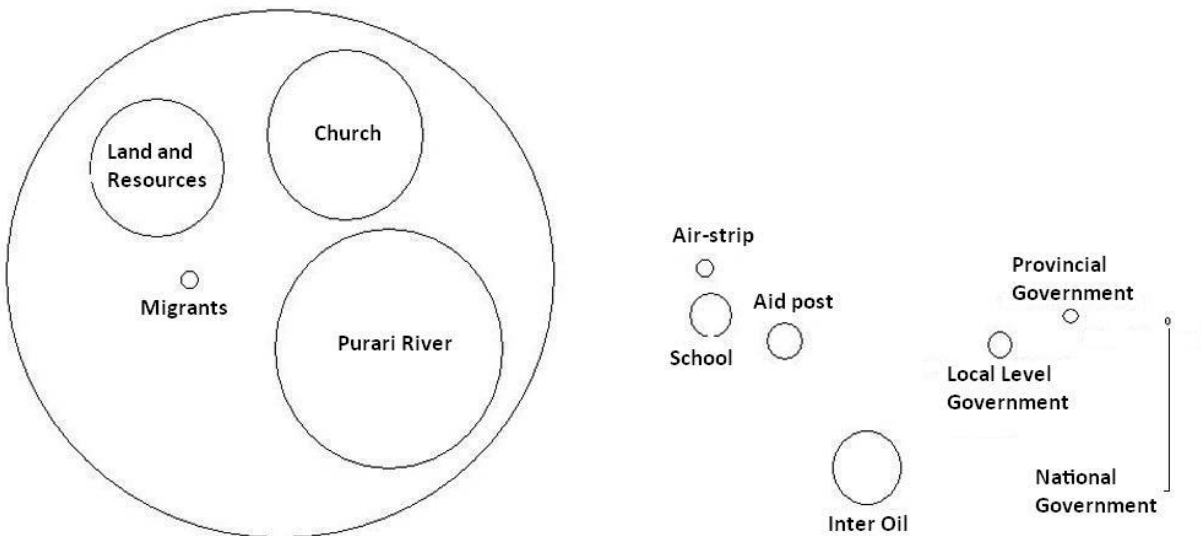 Church
Land and
Resources
Migrants
Purari River
Air-strip
School
Aid post
Provincial
Government
Local Level
Government
Inter Oil
National
Government